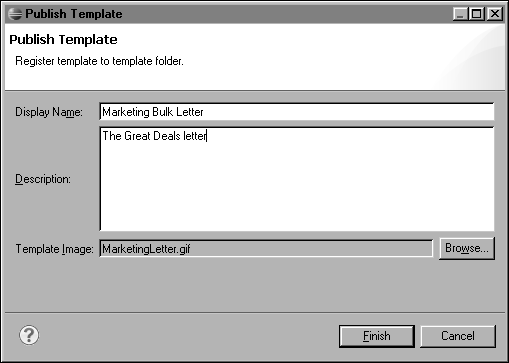 Publish Template
Publish Template
Register template to template folder.
Display Name: Marketing Bulk Letter
The Great Deals letter
Description:
Template Image: MarketingLetter.gif Browse...
? Finish Cancel